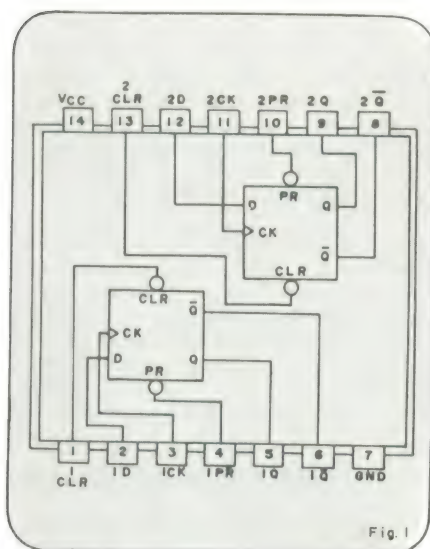 2
VCC CLR 2D 2CK 2PR 2Q 2Q̅
14 13 12 11 10 9 8
PR
D Q
CK
Q̅
CLR
CLR
Q̅
CK
D Q
PR
1 2 3 4 5 6 7
1 1D 1CK 1PR 1Q 1Q̅ GND
CLR
Fig. 1